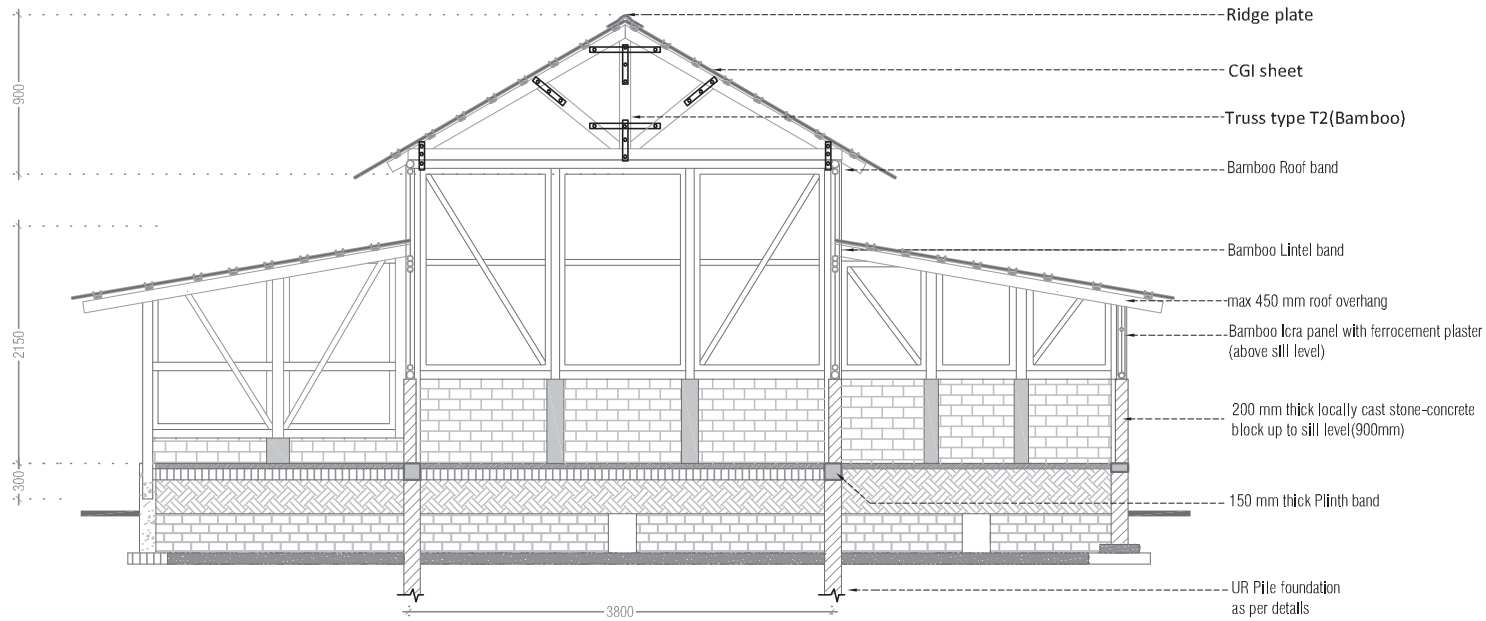 Ridge plate
CGI sheet
Truss type T2(Bamboo)
Bamboo Roof band
Bamboo Lintel band
max 450 mm roof overhang
Bamboo Icra panel with ferrocement plaster
(above sill level)
200 mm thick locally cast stone-concrete
block up to sill level(900mm)
150 mm thick Plinth band
UR Pile foundation
as per details
900
2150
300
3800